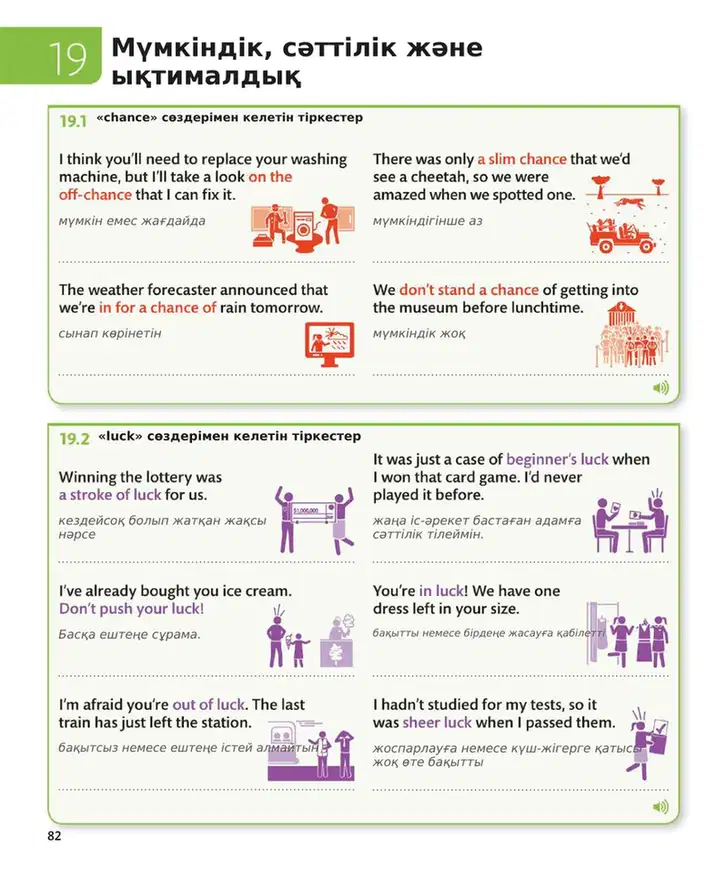 19
Мүмкіндік, сәттілік және
ықтималдық
19.1 «chance» сөздерімен келетін тіркестер
I think you'll need to replace your washing
machine, but I'll take a look on the
off-chance that I can fix it.
мүмкін емес жағдайда
There was only a slim chance that we'd
see a cheetah, so we were
amazed when we spotted one.
мүмкіндігінше аз
The weather forecaster announced that
we're in for a chance of rain tomorrow.
сынап көрінетін
We don't stand a chance of getting into
the museum before lunchtime.
мүмкіндік жоқ
19.2 «luck» сөздерімен келетін тіркестер
Winning the lottery was
a stroke of luck for us.
кездейсоқ болып жатқан жақсы
нәрсе
$1,000,000
It was just a case of beginner's luck when
I won that card game. I'd never
played it before.
жаңа іс-әрекет бастаған адамға
сәттілік тілеймін.
I've already bought you ice cream.
Don't push your luck!
Басқа ештеңе сұрама.
You're in luck! We have one
dress left in your size.
бақытты немесе бірдеңе жасауға қабілетті
I'm afraid you're out of luck. The last
train has just left the station.
бақытсыз немесе ештеңе істей алмайтын
I hadn't studied for my tests, so it
was sheer luck when I passed them.
жоспарлауға немесе күш-жігерге қатысы
жоқ өте бақытты
82